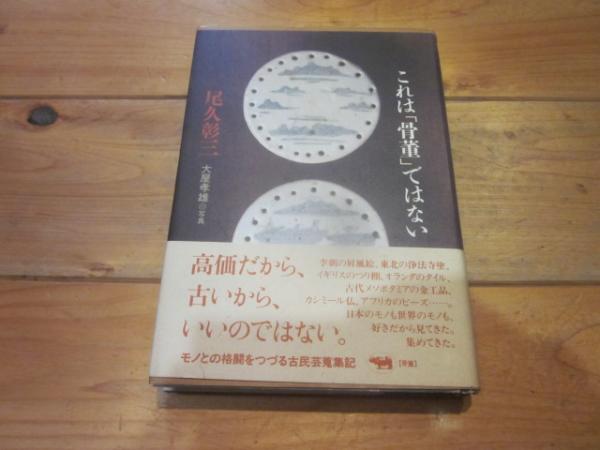 これは「骨董」ではない
尾久彰三
大屋孝雄◎写真
高価だから、
古いから、
いいのではない。
李朝の屏風絵、東北の浄法寺塗、
イギリスのつり棚、オランダのタイル、
古代メソポタミアの金工品、
カシミール仏、アフリカのビーズ……。
日本のモノも世界のモノも、
好きだから見てきた。
集めてきた。
モノとの格闘をつづる古民芸蒐集記